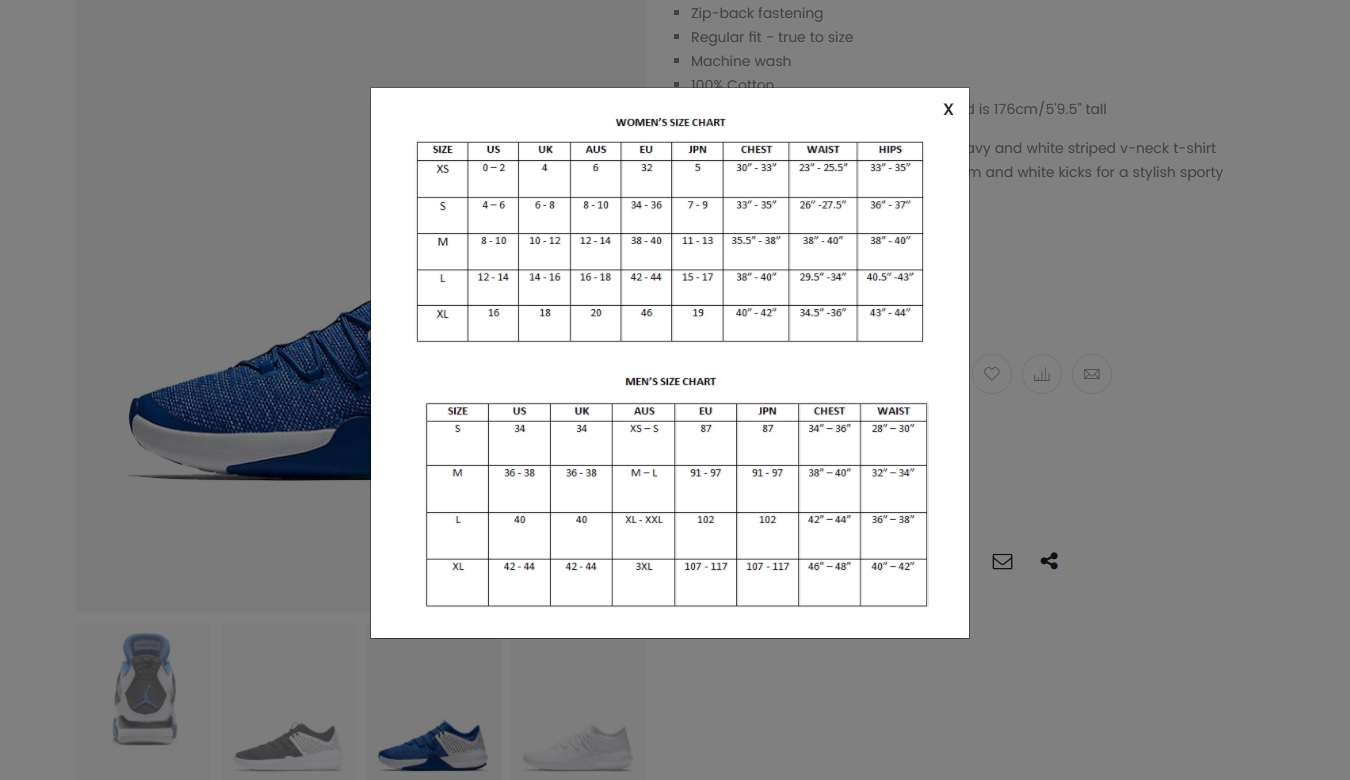 Zip-back fastening
Regular fit - true to size
Machine wash
100% Cotton
d is 176cm/5'9.5" tall
avy and white striped v-neck t-shirt
m and white kicks for a stylish sporty
X
WOMEN'S SIZE CHART
SIZE US UK AUS EU JPN CHEST WAIST HIPS
XS 0 – 2 4 6 32 5 30" - 33" 23" - 25.5" 33" - 35"
S 4 – 6 6 - 8 8 - 10 34 - 36 7 - 9 33" - 35" 26" -27.5" 36" - 37"
M 8 - 10 10 - 12 12 - 14 38 - 40 11 - 13 35.5" - 38" 38" - 40" 38" - 40"
L 12 - 14 14 - 16 16 - 18 42 - 44 15 - 17 38" - 40" 29.5" -34" 40.5" -43"
XL 16 18 20 46 19 40" - 42" 34.5" -36" 43" - 44"
MEN'S SIZE CHART
SIZE US UK AUS EU JPN CHEST WAIST
S 34 34 XS – S 87 87 34" – 36" 28" – 30"
M 36 - 38 36 - 38 M – L 91 - 97 91 - 97 38" – 40" 32" – 34"
L 40 40 XL - XXL 102 102 42" – 44" 36" – 38"
XL 42 - 44 42 - 44 3XL 107 - 117 107 - 117 46" – 48" 40" – 42"